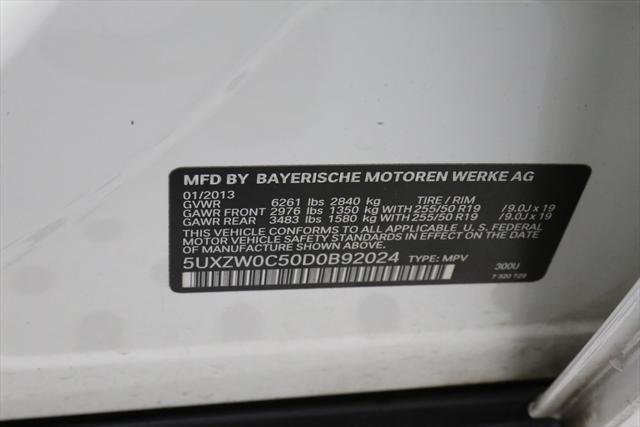 MFD BY BAYERISCHE MOTOREN WERKE AG
01/2013
GVWR 6261 lbs 2840 kg TIRE / RIM
GAWR FRONT 2976 lbs 1350 kg WITH 255/50 R19 / 9.0J x 19
GAWR REAR 3483 lbs 1580 kg WITH 255/50 R19 / 9.0J x 19
THIS VEHICLE CONFORMS TO ALL APPLICABLE U. S. FEDERAL
MOTOR VEHICLE SAFETY STANDARDS IN EFFECT
ON THE DATE OF MANUFACTURE SHOWN ABOVE.
5UXZW0C50D0B92024 TYPE: MPV 300U
7 320 729